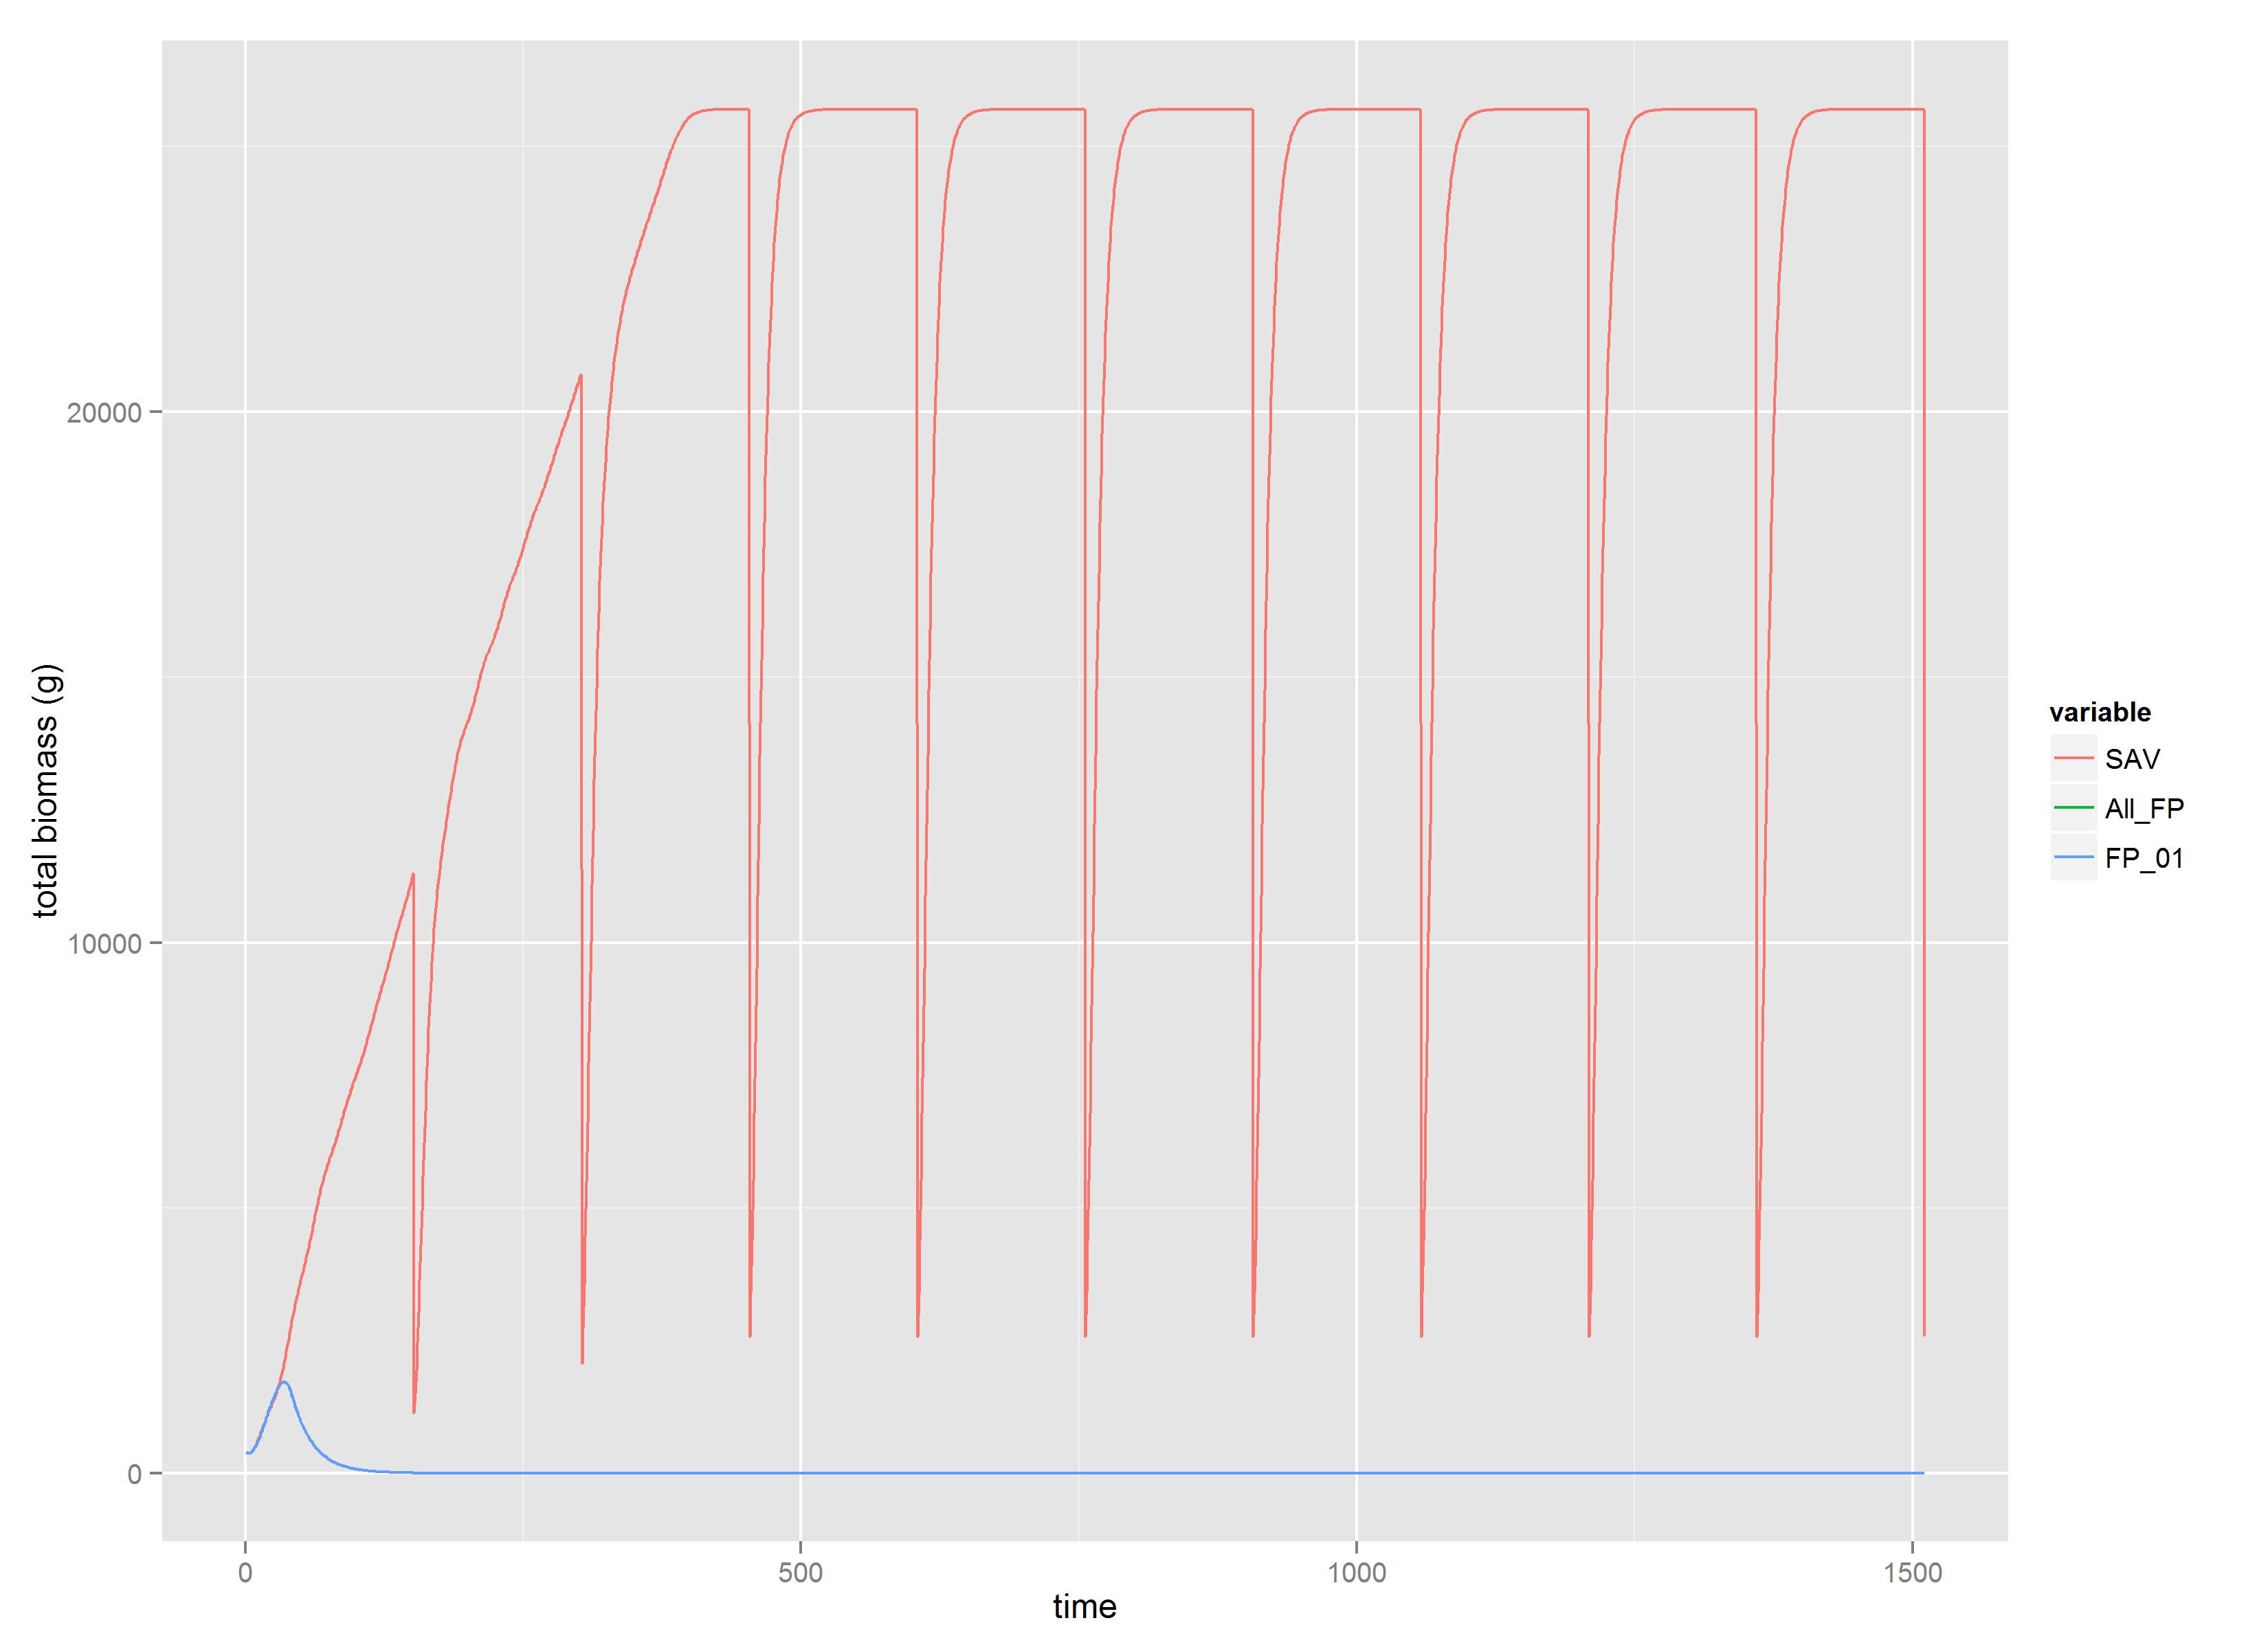 total biomass (g)
20000
10000
0
0
500
1000
1500
time
variable
SAV
All_FP
FP_01